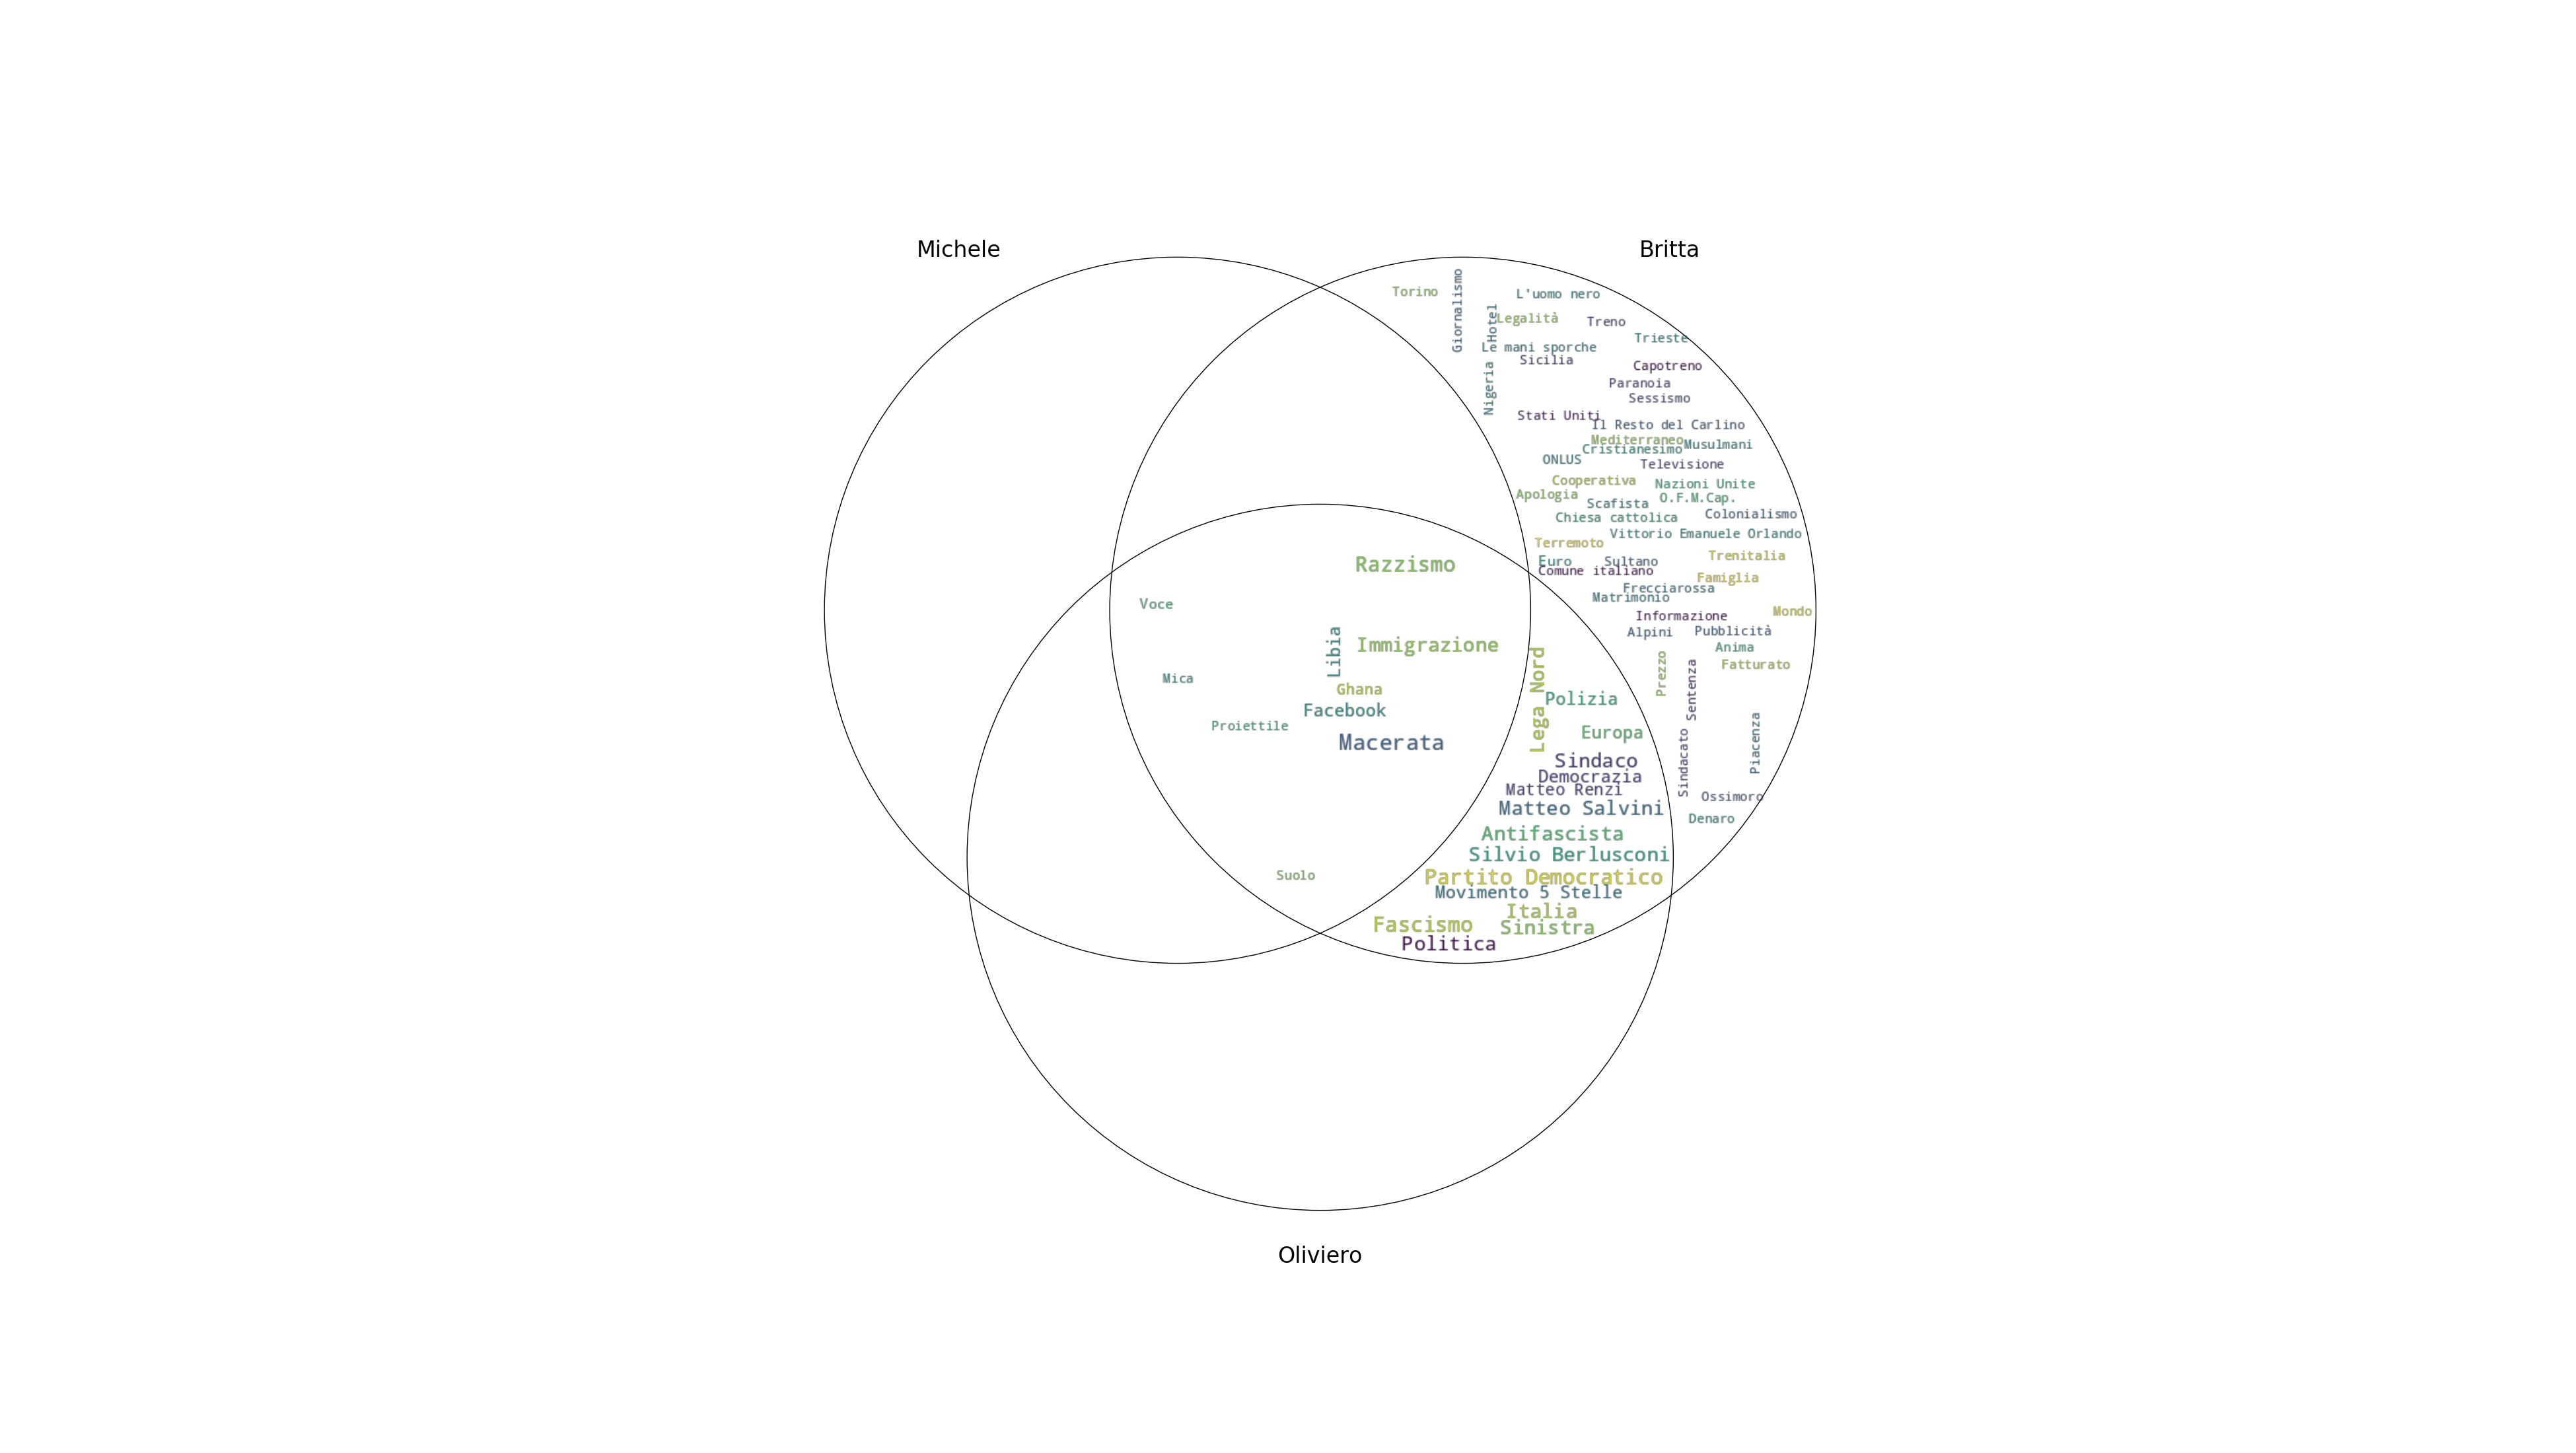 Michele
Britta
Torino
Giornalismo
L'uomo nero
Hotel
Legalità
Treno
Trieste
Le mani sporche
Sicilia
Capotreno
Nigeria
Paranoia
Sessismo
Stati Uniti
Il Resto del Carlino
Mediterraneo
Musulmani
Cristianesimo
ONLUS
Televisione
Cooperativa
Nazioni Unite
Apologia
O.F.M.Cap.
Scafista
Chiesa cattolica
Colonialismo
Vittorio Emanuele Orlando
Terremoto
Trenitalia
Euro
Sultano
Comune italiano
Famiglia
Frecciarossa
Matrimonio
Mondo
Informazione
Alpini
Pubblicità
Anima
Fatturato
Prezzo
Sentenza
Sindacato
Piacenza
Ossimoro
Denaro
Razzismo
Voce
Libia
Immigrazione
Mica
Ghana
Facebook
Proiettile
Macerata
Suolo
Lega Nord
Polizia
Europa
Sindaco
Democrazia
Matteo Renzi
Matteo Salvini
Antifascista
Silvio Berlusconi
Partito Democratico
Movimento 5 Stelle
Italia
Fascismo
Sinistra
Politica
Oliviero